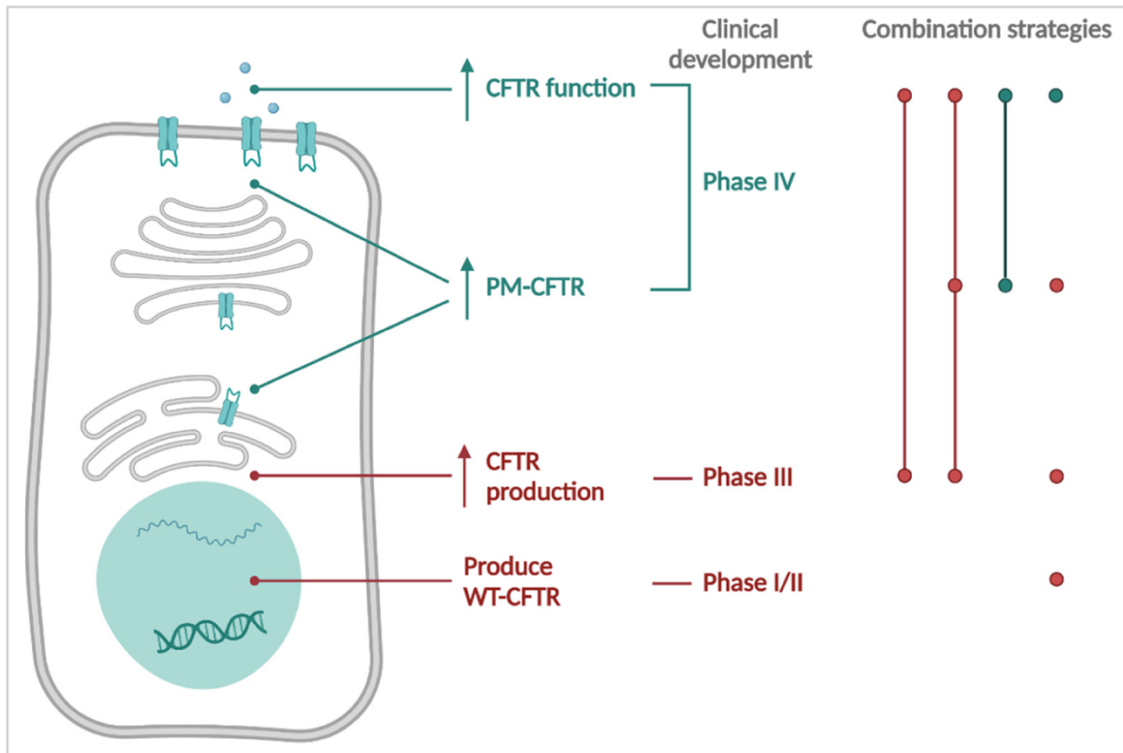 Clinical
development
Combination strategies
CFTR function
Phase IV
PM-CFTR
CFTR
production
Phase III
Produce
WT-CFTR
Phase I/II